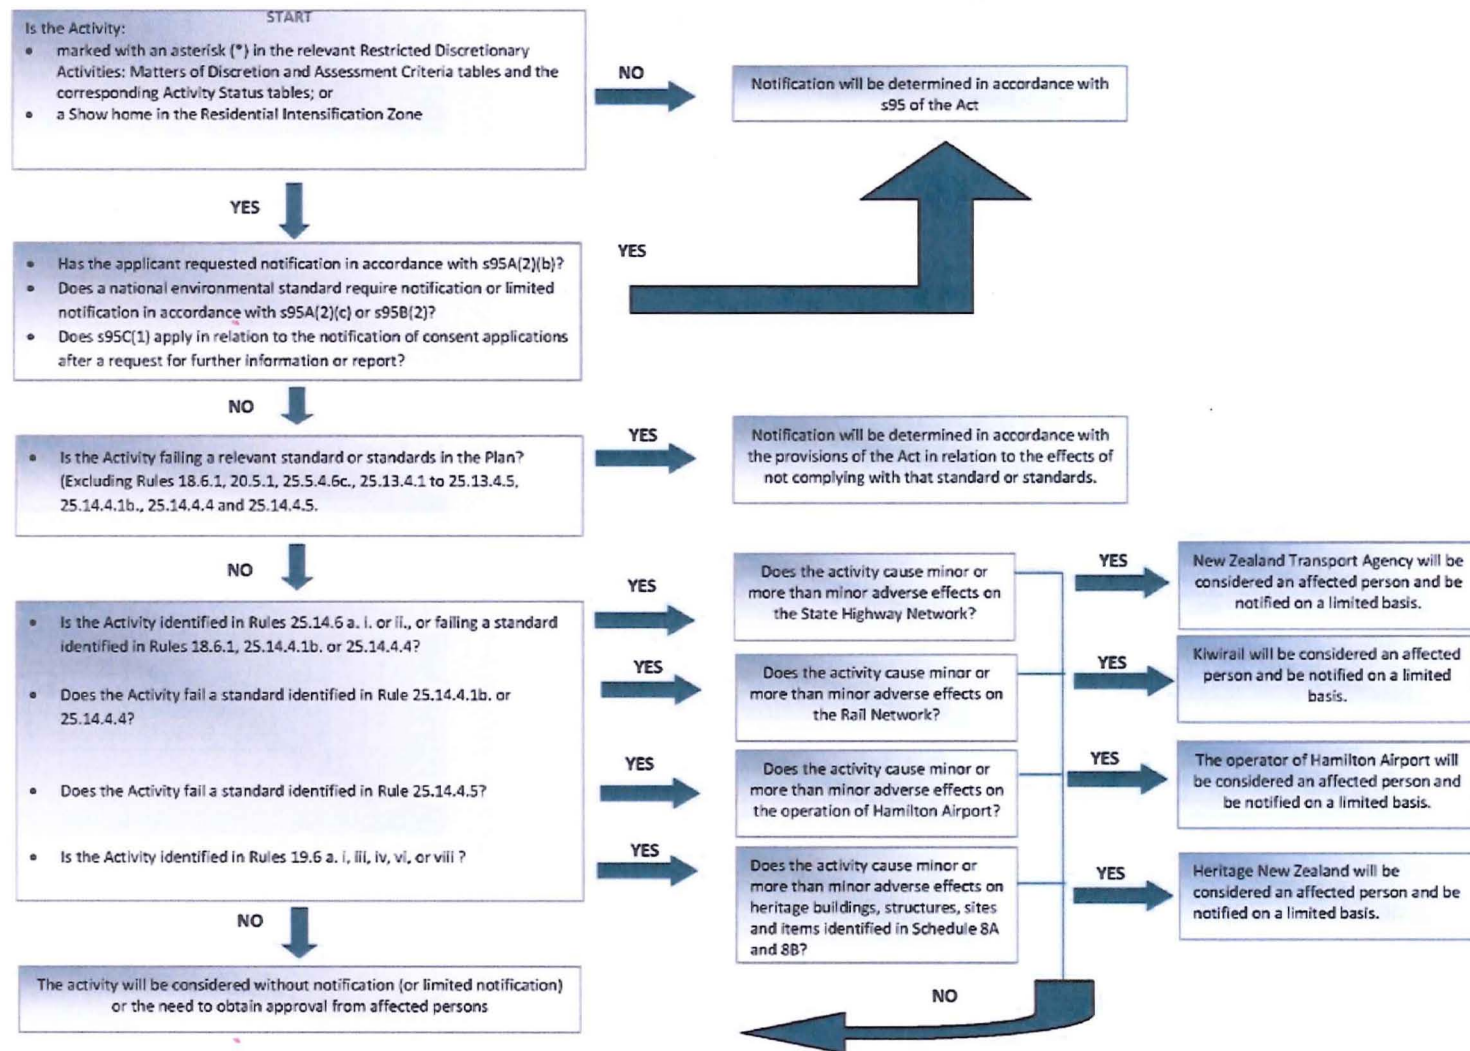 START
Is the Activity:
• marked with an asterisk (*) in the relevant Restricted Discretionary
Activities: Matters of Discretion and Assessment Criteria tables and the
corresponding Activity Status tables; or
• a Show home in the Residential Intensification Zone
NO
Notification will be determined in accordance with
s95 of the Act
YES
• Has the applicant requested notification in accordance with s95A(2)(b)?
• Does a national environmental standard require notification or limited
notification in accordance with s95A(2)(c) or s95B(2)?
• Does s95C(1) apply in relation to the notification of consent applications
after a request for further information or report?
YES
NO
• Is the Activity failing a relevant standard or standards in the Plan?
(Excluding Rules 18.6.1, 20.5.1, 25.5.4.6c., 25.13.4.1 to 25.13.4.5,
25.14.4.1b., 25.14.4.4 and 25.14.4.5.
YES
Notification will be determined in accordance with
the provisions of the Act in relation to the effects of
not complying with that standard or standards.
NO
• Is the Activity identified in Rules 25.14.6 a. i. or ii., or failing a standard
identified in Rules 18.6.1, 25.14.4.1b. or 25.14.4.4?
YES
Does the activity cause minor or
more than minor adverse effects on
the State Highway Network?
YES
New Zealand Transport Agency will be
considered an affected person and be
notified on a limited basis.
• Does the Activity fail a standard identified in Rule 25.14.4.1b. or
25.14.4.4?
YES
Does the activity cause minor or
more than minor adverse effects on
the Rail Network?
YES
Kiwirail will be considered an affected
person and be notified on a limited
basis.
• Does the Activity fail a standard identified in Rule 25.14.4.5?
YES
Does the activity cause minor or
more than minor adverse effects on
the operation of Hamilton Airport?
YES
The operator of Hamilton Airport will
be considered an affected person and
be notified on a limited basis.
• Is the Activity identified in Rules 19.6 a. i, iii, iv, vi, or viii ?
YES
Does the activity cause minor or
more than minor adverse effects on
heritage buildings, structures, sites
and items identified in Schedule 8A
and 8B?
YES
Heritage New Zealand will be
considered an affected person and be
notified on a limited basis.
NO
NO
The activity will be considered without notification (or limited notification)
or the need to obtain approval from affected persons